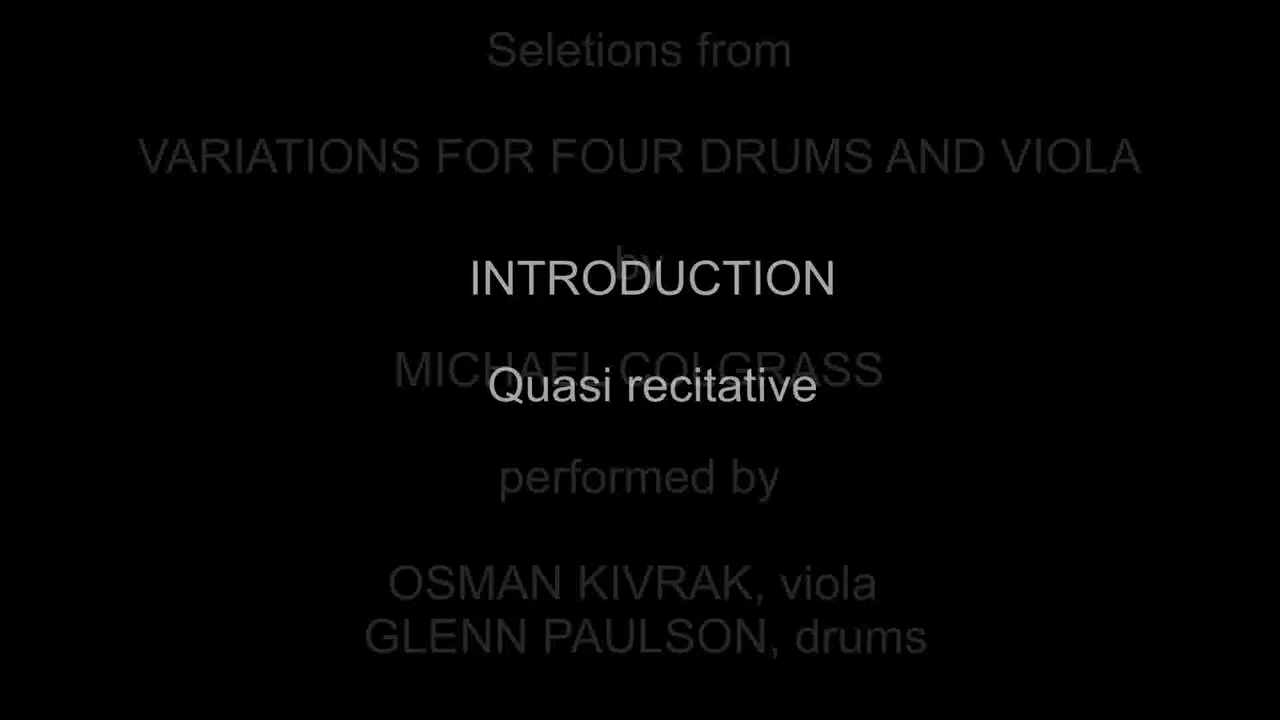 Seletions from
VARIATIONS FOR FOUR DRUMS AND VIOLA
by
INTRODUCTION
MICHAEL COLGRASS
Quasi recitative
performed by
OSMAN KIVRAK, viola
GLENN PAULSON, drums